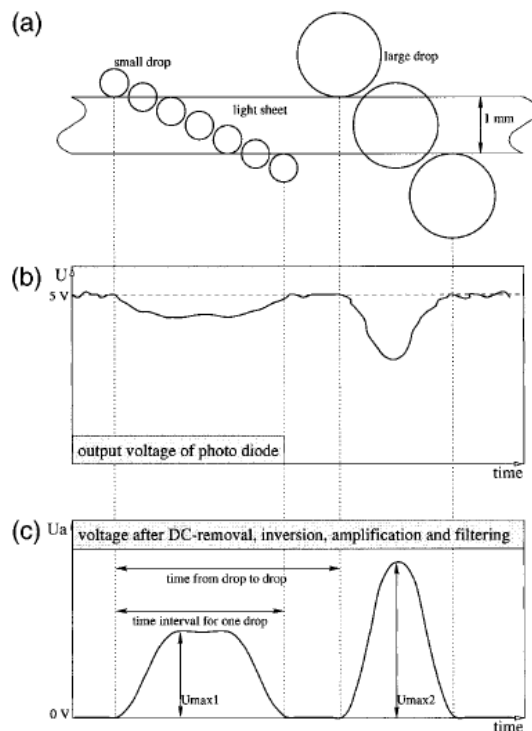 (a)
small drop
large drop
light sheet
1 mm
(b)
U
5 V
output voltage of photo diode
time
(c)
Ua
voltage after DC-removal, inversion, amplification and filtering
time from drop to drop
time interval for one drop
Umax1
Umax2
0 V
time